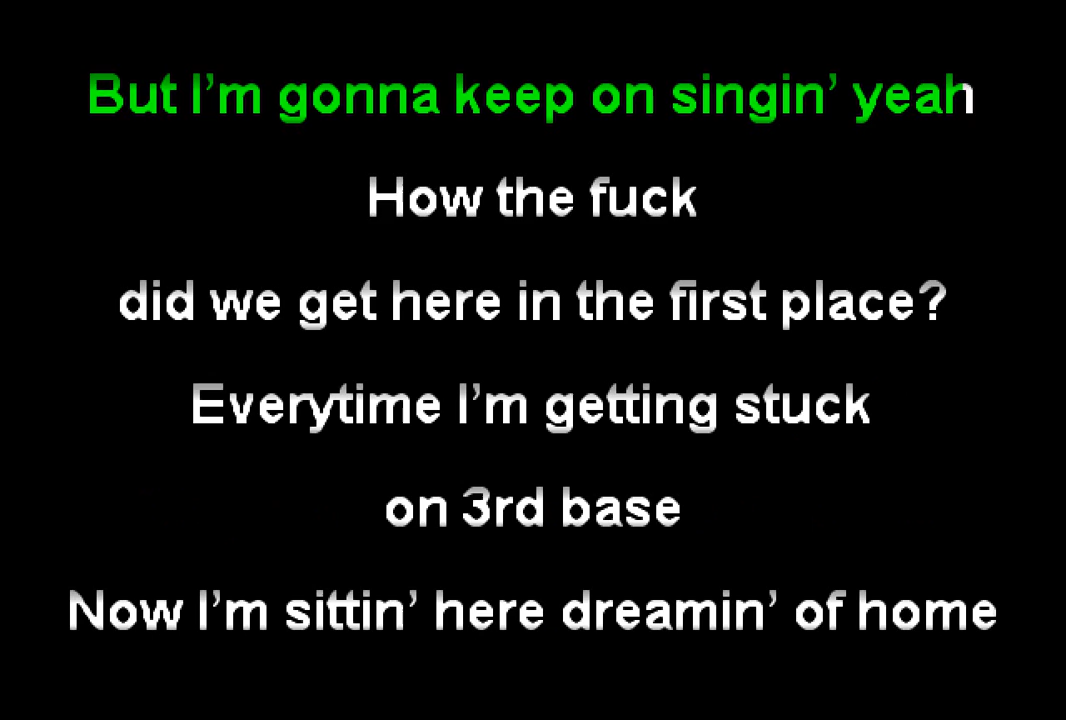 But I’m gonna keep on singin’ yeah
How the fuck
did we get here in the first place?
Everytime I’m getting stuck
on 3rd base
Now I’m sittin’ here dreamin’ of home